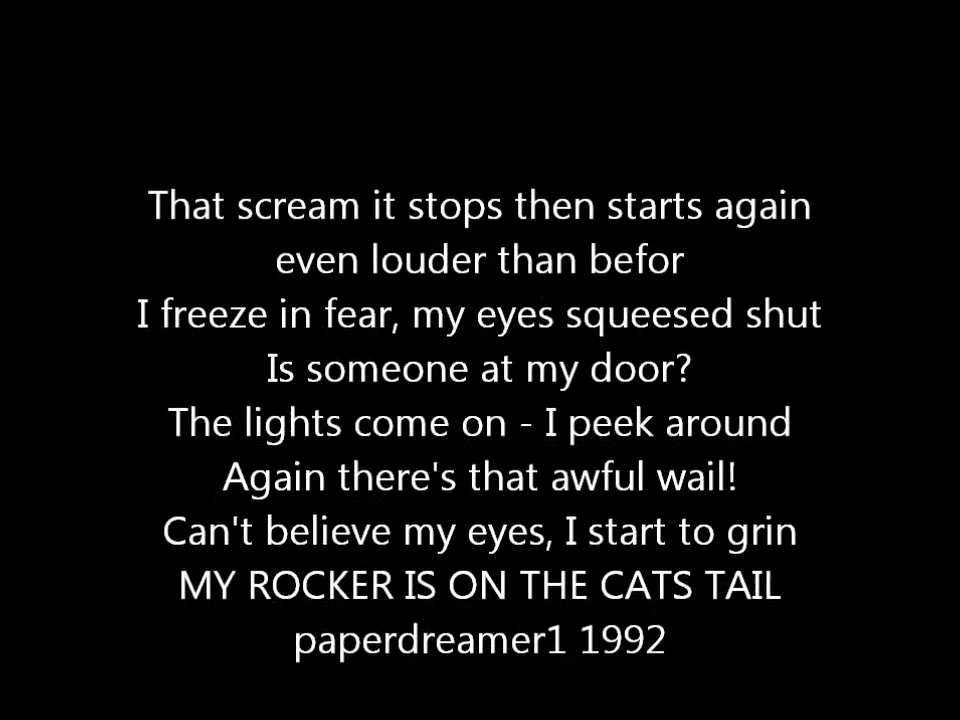 That scream it stops then starts again
even louder than befor
I freeze in fear, my eyes squeesed shut
Is someone at my door?
The lights come on - I peek around
Again there's that awful wail!
Can't believe my eyes, I start to grin
MY ROCKER IS ON THE CATS TAIL
paperdreamer1 1992